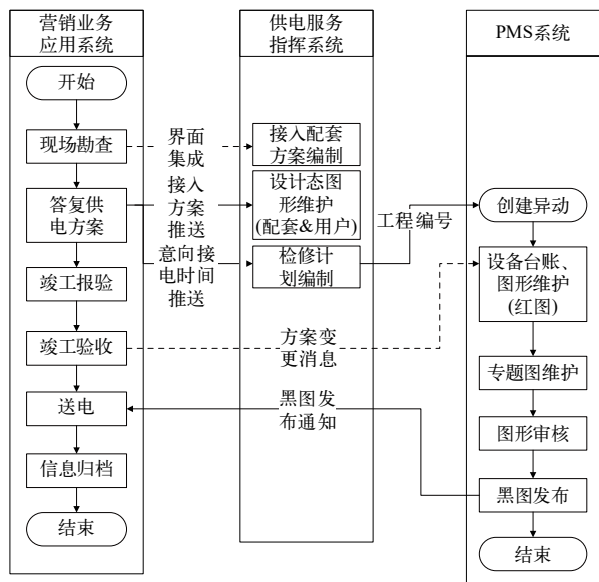 营销业务
应用系统
开始
现场勘查
答复供
电方案
竣工报验
竣工验收
送电
信息归档
结束
界面
集成
接入
方案
推送
意向接
电时间
推送
方案变
更消息
黑图发
布通知
供电服务
指挥系统
接入配套
方案编制
设计态图
形维护
(配套&用户)
检修计
划编制
工程编号
PMS系统
创建异动
设备台账、
图形维护
(红图)
专题图维护
图形审核
黑图发布
结束